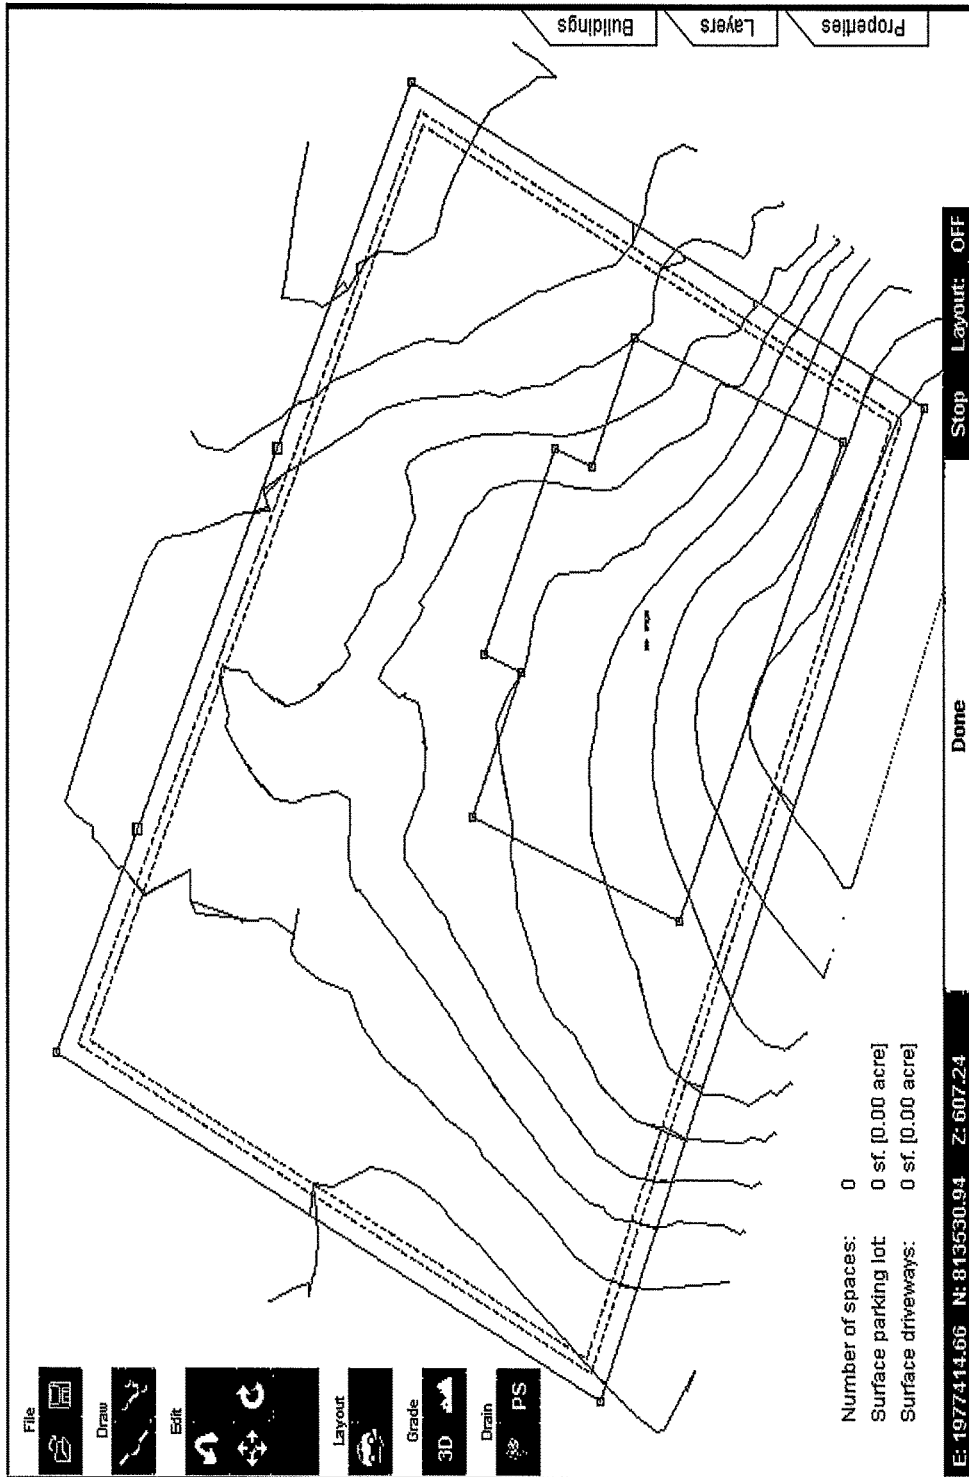 File
Draw
Edit
Layout
Grade
3D
Drain
PS
Buildings
Layers
Properties
Number of spaces: 0
Surface parking lot: 0 sf. [0.00 acre]
Surface driveways: 0 sf. [0.00 acre]
E: 1977414.66 N: 813530.94 Z: 607.24
Done
Stop Layout: OFF